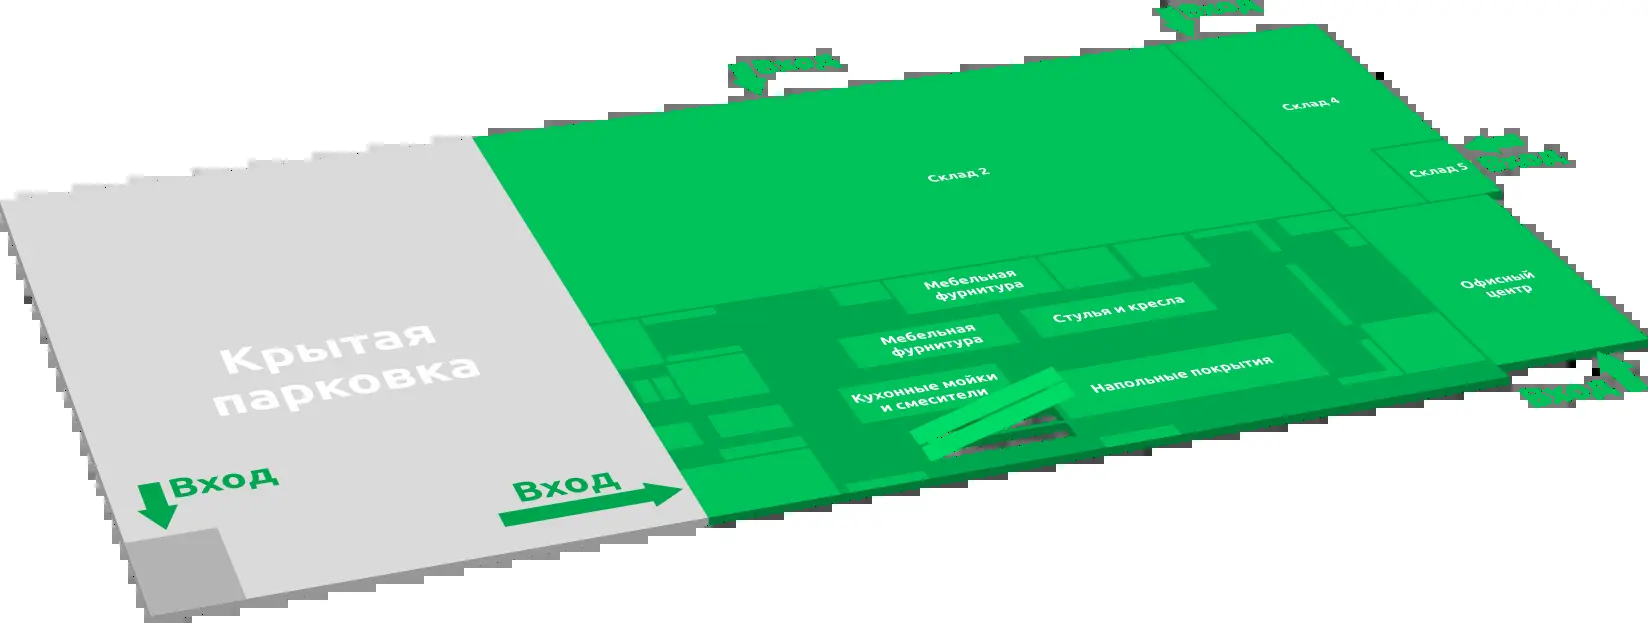 Вход
Вход
Склад 4
Вход
Склад 5
Склад 2
Офисный
центр
Мебельная
фурнитура
Стулья и кресла
Мебельная
фурнитура
Напольные покрытия
Кухонные мойки
и смесители
Крытая
парковка
Вход
Вход
Вход